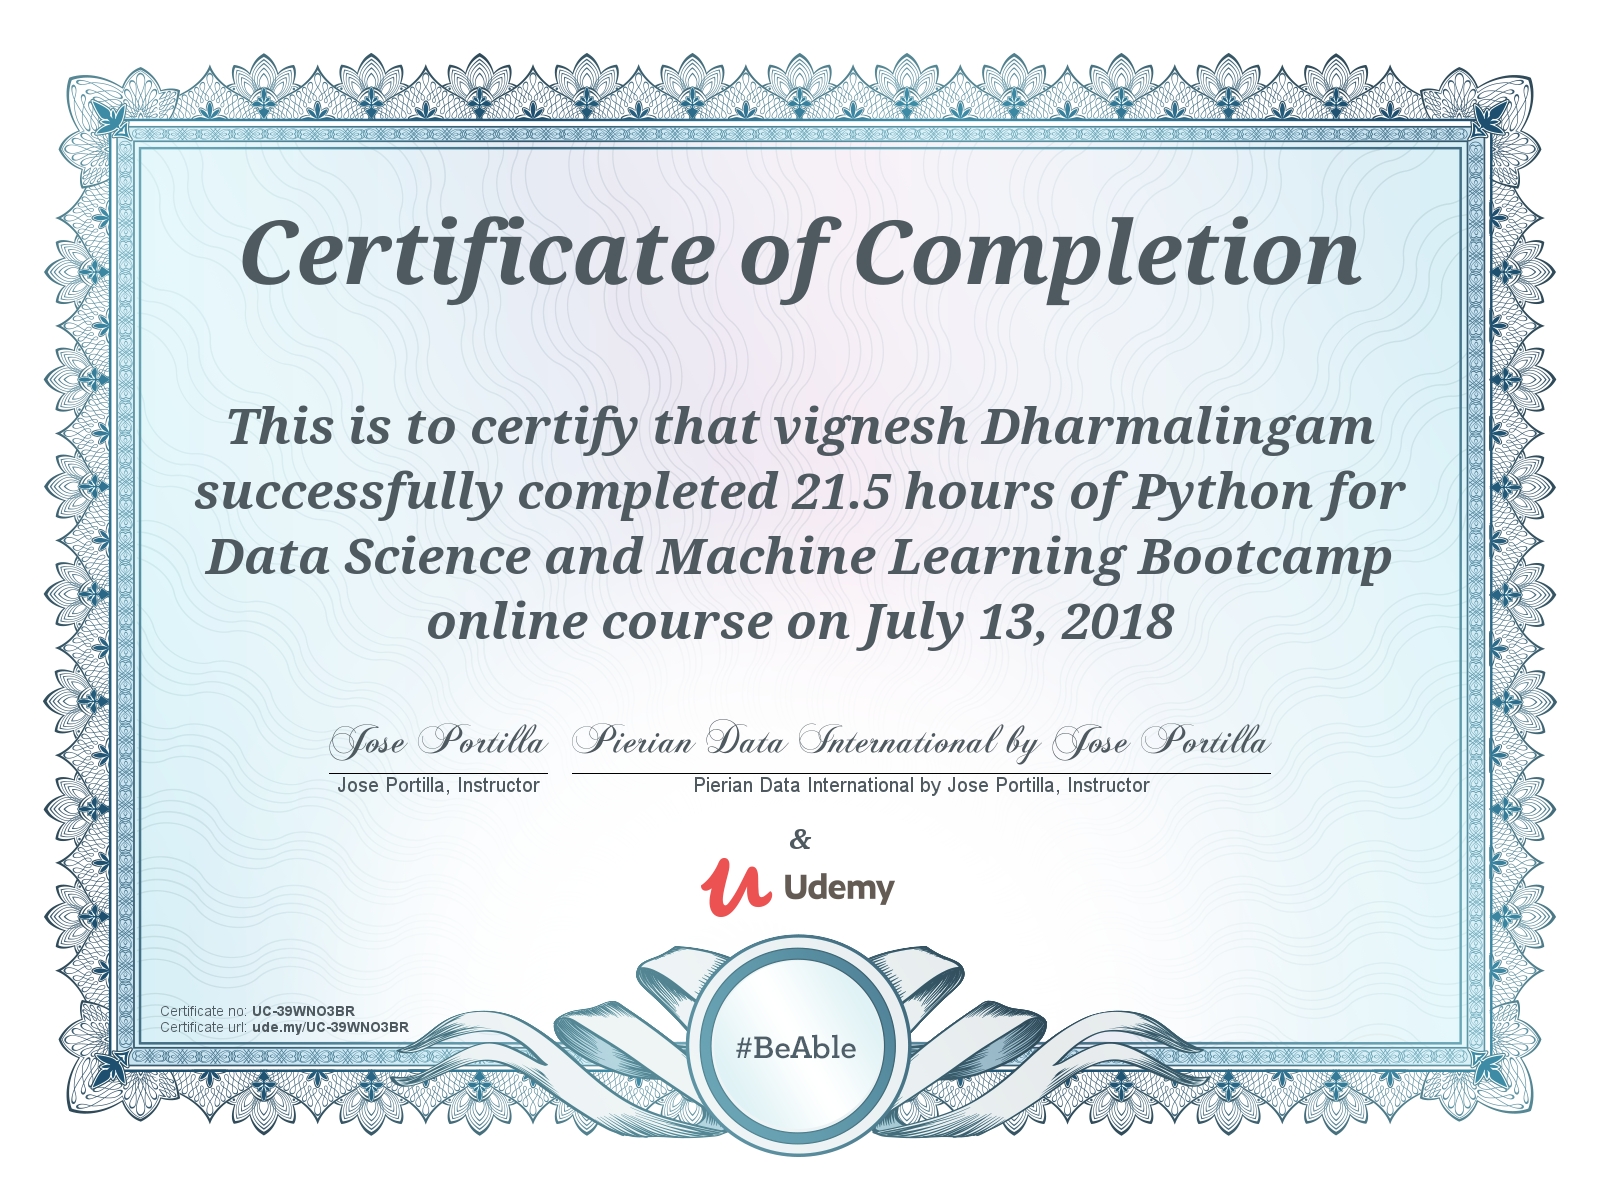 Certificate of Completion
This is to certify that vignesh Dharmalingam
successfully completed 21.5 hours of Python for
Data Science and Machine Learning Bootcamp
online course on July 13, 2018
Jose Portilla
Pierian Data International by Jose Portilla
Jose Portilla, Instructor
Pierian Data International by Jose Portilla, Instructor
&
Udemy
Certificate no: UC-39WNO3BR
Certificate url: ude.my/UC-39WNO3BR
#BeAble